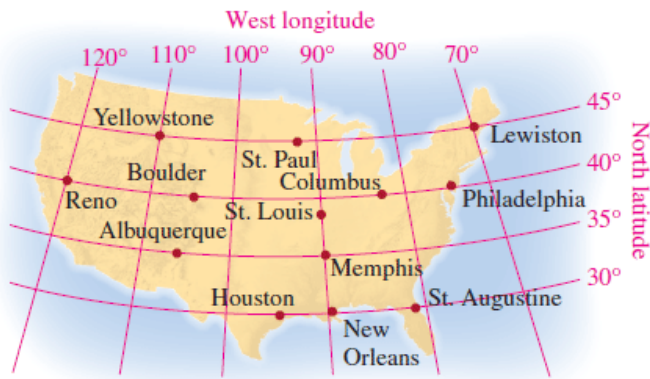 West longitude
120° 110° 100° 90° 80° 70°
45°
Yellowstone
Lewiston
St. Paul
40°
Boulder
Columbus
Reno
Philadelphia
St. Louis
35°
Albuquerque
Memphis
30°
Houston
St. Augustine
New
Orleans
North latitude